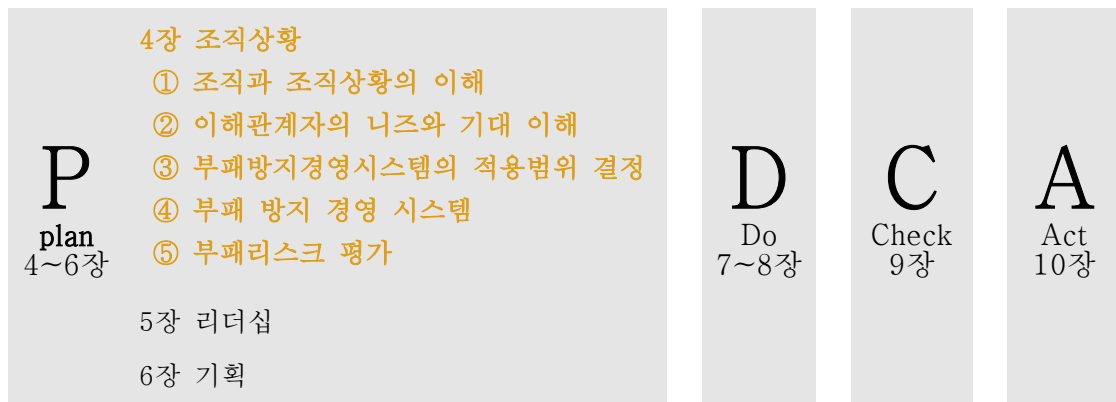 P
plan
4~6장
4장 조직상황
① 조직과 조직상황의 이해
② 이해관계자의 니즈와 기대 이해
③ 부패방지경영시스템의 적용범위 결정
④ 부패 방지 경영 시스템
⑤ 부패리스크 평가
5장 리더십
6장 기획
D
Do
7~8장
C
Check
9장
A
Act
10장